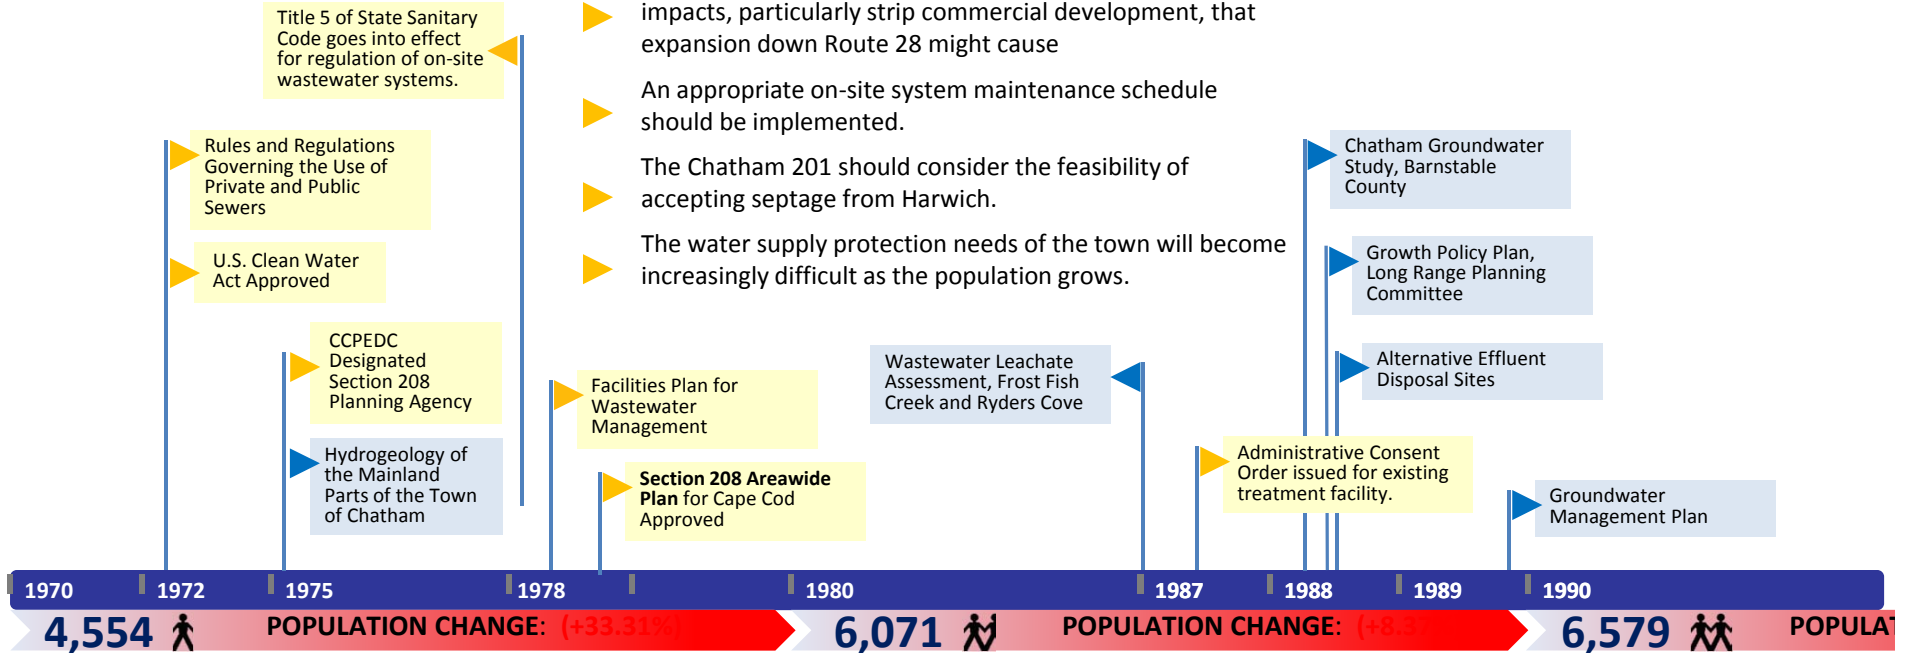 Title 5 of State Sanitary
Code goes into effect
for regulation of on-site
wastewater systems.
impacts, particularly strip commercial development, that
expansion down Route 28 might cause
An appropriate on-site system maintenance schedule
should be implemented.
The Chatham 201 should consider the feasibility of
accepting septage from Harwich.
The water supply protection needs of the town will become
increasingly difficult as the population grows.
Rules and Regulations
Governing the Use of
Private and Public
Sewers
U.S. Clean Water
Act Approved
CCPEDC
Designated
Section 208
Planning Agency
Hydrogeology of
the Mainland
Parts of the Town
of Chatham
Facilities Plan for
Wastewater
Management
Section 208 Areawide
Plan for Cape Cod
Approved
Wastewater Leachate
Assessment, Frost Fish
Creek and Ryders Cove
Administrative Consent
Order issued for existing
treatment facility.
Chatham Groundwater
Study, Barnstable
County
Growth Policy Plan,
Long Range Planning
Committee
Alternative Effluent
Disposal Sites
Groundwater
Management Plan
1970 1972 1975 1978 1980 1987 1988 1989 1990
4,554 POPULATION CHANGE: (+33.31%) 6,071 POPULATION CHANGE: (+8.37 6,579 POPULAT